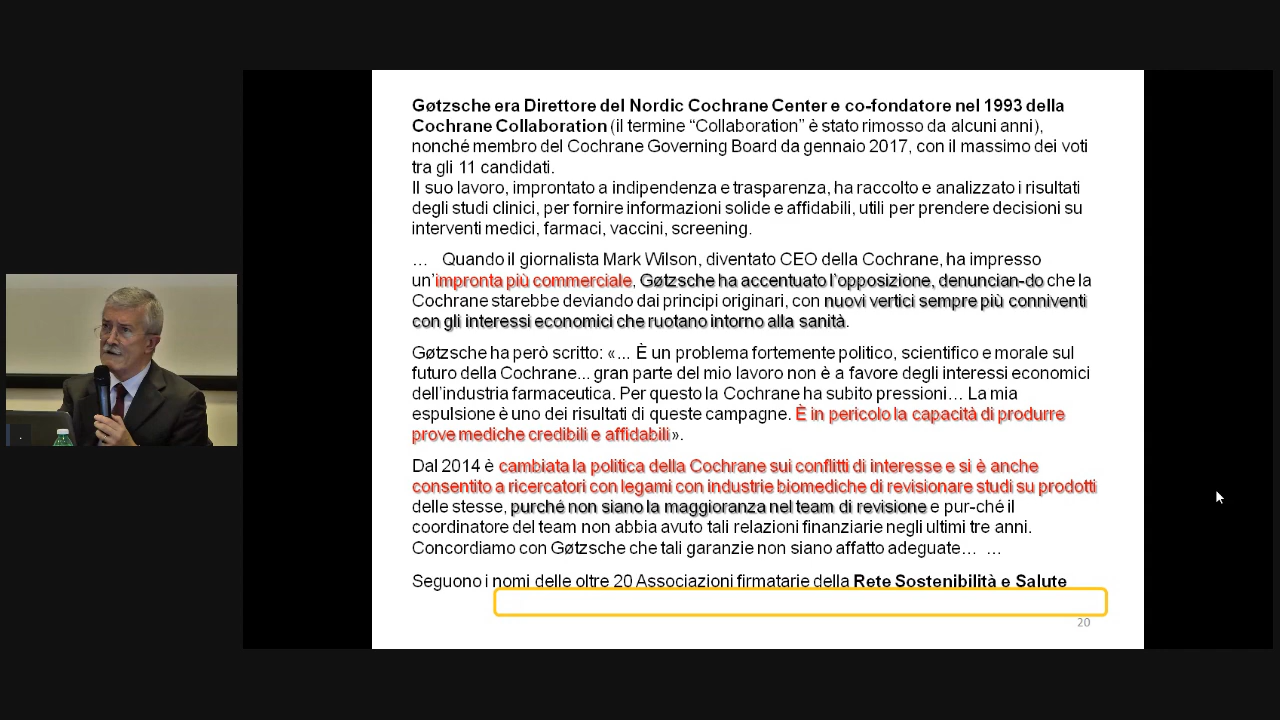 Gøtzsche era Direttore del Nordic Cochrane Center e co-fondatore nel 1993 della
Cochrane Collaboration (il termine “Collaboration” è stato rimosso da alcuni anni),
nonché membro del Cochrane Governing Board da gennaio 2017, con il massimo dei voti
tra gli 11 candidati.
Il suo lavoro, improntato a indipendenza e trasparenza, ha raccolto e analizzato i risultati
degli studi clinici, per fornire informazioni solide e affidabili, utili per prendere decisioni su
interventi medici, farmaci, vaccini, screening.
… Quando il giornalista Mark Wilson, diventato CEO della Cochrane, ha impresso
un’impronta più commerciale, Gøtzsche ha accentuato l’opposizione, denuncian-do che la
Cochrane starebbe deviando dai principi originari, con nuovi vertici sempre più conniventi
con gli interessi economici che ruotano intorno alla sanità.
Gøtzsche ha però scritto: «... È un problema fortemente politico, scientifico e morale sul
futuro della Cochrane... gran parte del mio lavoro non è a favore degli interessi economici
dell’industria farmaceutica. Per questo la Cochrane ha subito pressioni… La mia
espulsione è uno dei risultati di queste campagne. È in pericolo la capacità di produrre
prove mediche credibili e affidabili».
Dal 2014 è cambiata la politica della Cochrane sui conflitti di interesse e si è anche
consentito a ricercatori con legami con industrie biomediche di revisionare studi su prodotti
delle stesse, purché non siano la maggioranza nel team di revisione e pur-ché il
coordinatore del team non abbia avuto tali relazioni finanziarie negli ultimi tre anni.
Concordiamo con Gøtzsche che tali garanzie non siano affatto adeguate… …
Seguono i nomi delle oltre 20 Associazioni firmatarie della Rete Sostenibilità e Salute
20